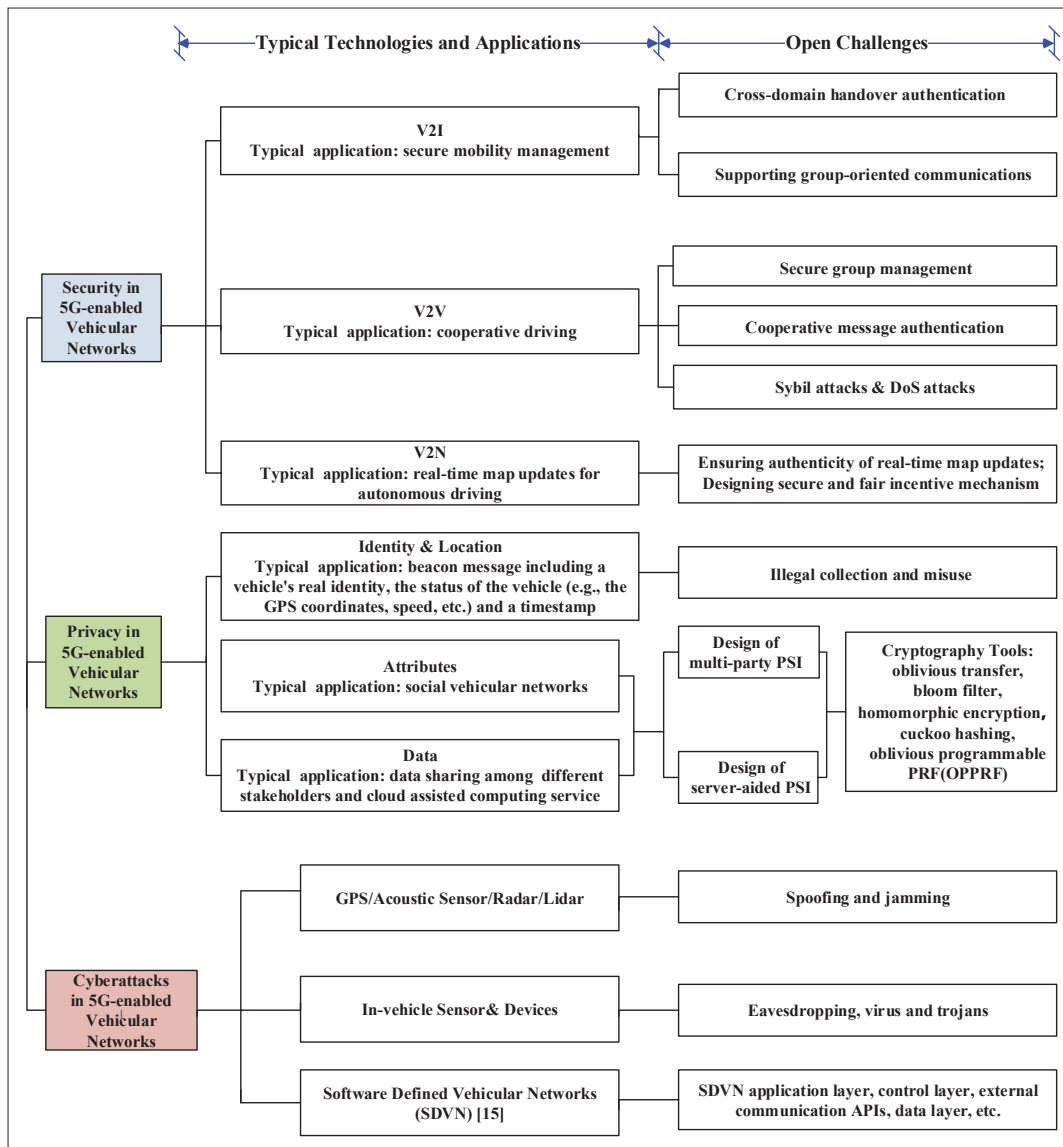 Typical Technologies and Applications
Open Challenges
Security in
5G-enabled
Vehicular
Networks
V2I
Typical application: secure mobility management
Cross-domain handover authentication
Supporting group-oriented communications
V2V
Typical application: cooperative driving
Secure group management
Cooperative message authentication
Sybil attacks & DoS attacks
V2N
Typical application: real-time map updates for
autonomous driving
Ensuring authenticity of real-time map updates;
Designing secure and fair incentive mechanism
Privacy in
5G-enabled
Vehicular
Networks
Identity & Location
Typical application: beacon message including a
vehicle's real identity, the status of the vehicle (e.g., the
GPS coordinates, speed, etc.) and a timestamp
Illegal collection and misuse
Attributes
Typical application: social vehicular networks
Data
Typical application: data sharing among different
stakeholders and cloud assisted computing service
Design of
multi-party PSI
Design of
server-aided PSI
Cryptography Tools:
oblivious transfer,
bloom filter,
homomorphic encryption,
cuckoo hashing,
oblivious programmable
PRF(OPPRF)
Cyberattacks
in 5G-enabled
Vehicular
Networks
GPS/Acoustic Sensor/Radar/Lidar
Spoofing and jamming
In-vehicle Sensor& Devices
Eavesdropping, virus and trojans
Software Defined Vehicular Networks
(SDVN) [15]
SDVN application layer, control layer, external
communication APIs, data layer, etc.